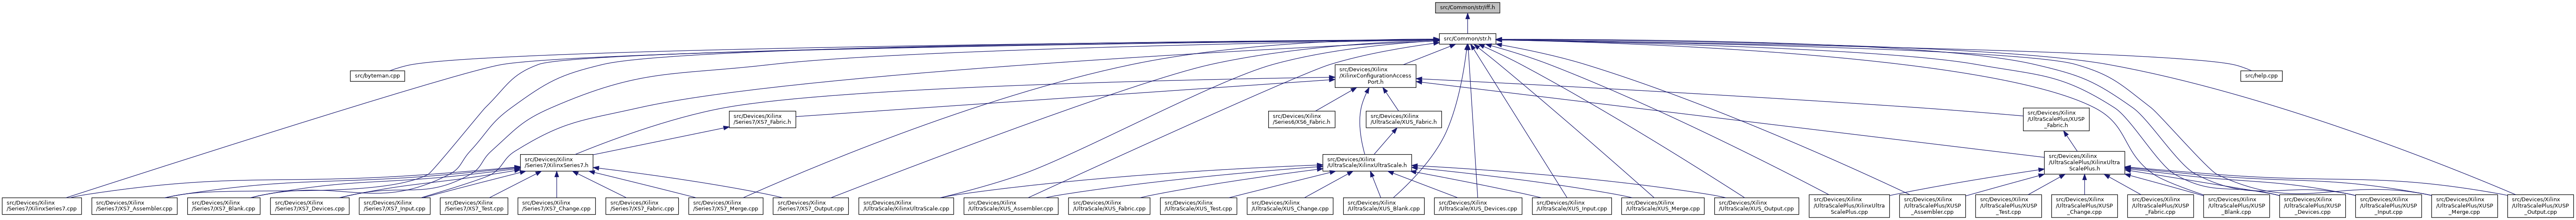 src/Common/str/iff.h
src/Common/str.h
src/byteman.cpp
src/Devices/Xilinx
/XilinxConfigurationAccess
Port.h
src/help.cpp
src/Devices/Xilinx
/Series7/XS7_Fabric.h
src/Devices/Xilinx
/Series6/XS6_Fabric.h
src/Devices/Xilinx
/UltraScale/XUS_Fabric.h
src/Devices/Xilinx
/UltraScalePlus/XUSP
_Fabric.h
src/Devices/Xilinx
/Series7/XilinxSeries7.h
src/Devices/Xilinx
/UltraScale/XilinxUltraScale.h
src/Devices/Xilinx
/UltraScalePlus/XilinxUltra
ScalePlus.h
src/Devices/Xilinx
/Series7/XilinxSeries7.cpp
src/Devices/Xilinx
/Series7/XS7_Assembler.cpp
src/Devices/Xilinx
/Series7/XS7_Blank.cpp
src/Devices/Xilinx
/Series7/XS7_Devices.cpp
src/Devices/Xilinx
/Series7/XS7_Input.cpp
src/Devices/Xilinx
/Series7/XS7_Test.cpp
src/Devices/Xilinx
/Series7/XS7_Change.cpp
src/Devices/Xilinx
/Series7/XS7_Fabric.cpp
src/Devices/Xilinx
/Series7/XS7_Merge.cpp
src/Devices/Xilinx
/Series7/XS7_Output.cpp
src/Devices/Xilinx
/UltraScale/XilinxUltraScale.cpp
src/Devices/Xilinx
/UltraScale/XUS_Assembler.cpp
src/Devices/Xilinx
/UltraScale/XUS_Fabric.cpp
src/Devices/Xilinx
/UltraScale/XUS_Test.cpp
src/Devices/Xilinx
/UltraScale/XUS_Change.cpp
src/Devices/Xilinx
/UltraScale/XUS_Blank.cpp
src/Devices/Xilinx
/UltraScale/XUS_Devices.cpp
src/Devices/Xilinx
/UltraScale/XUS_Input.cpp
src/Devices/Xilinx
/UltraScale/XUS_Merge.cpp
src/Devices/Xilinx
/UltraScale/XUS_Output.cpp
src/Devices/Xilinx
/UltraScalePlus/XilinxUltra
ScalePlus.cpp
src/Devices/Xilinx
/UltraScalePlus/XUSP
_Assembler.cpp
src/Devices/Xilinx
/UltraScalePlus/XUSP
_Test.cpp
src/Devices/Xilinx
/UltraScalePlus/XUSP
_Change.cpp
src/Devices/Xilinx
/UltraScalePlus/XUSP
_Fabric.cpp
src/Devices/Xilinx
/UltraScalePlus/XUSP
_Blank.cpp
src/Devices/Xilinx
/UltraScalePlus/XUSP
_Devices.cpp
src/Devices/Xilinx
/UltraScalePlus/XUSP
_Input.cpp
src/Devices/Xilinx
/UltraScalePlus/XUSP
_Merge.cpp
src/Devices/Xilinx
/UltraScalePlus/XUSP
_Output.cpp